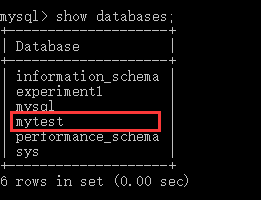 mysql> show databases;
+--------------------+
| Database           |
+--------------------+
| information_schema |
| experiment1        |
| mysql              |
| mytest             |
| performance_schema |
| sys                |
+--------------------+
6 rows in set (0.00 sec)